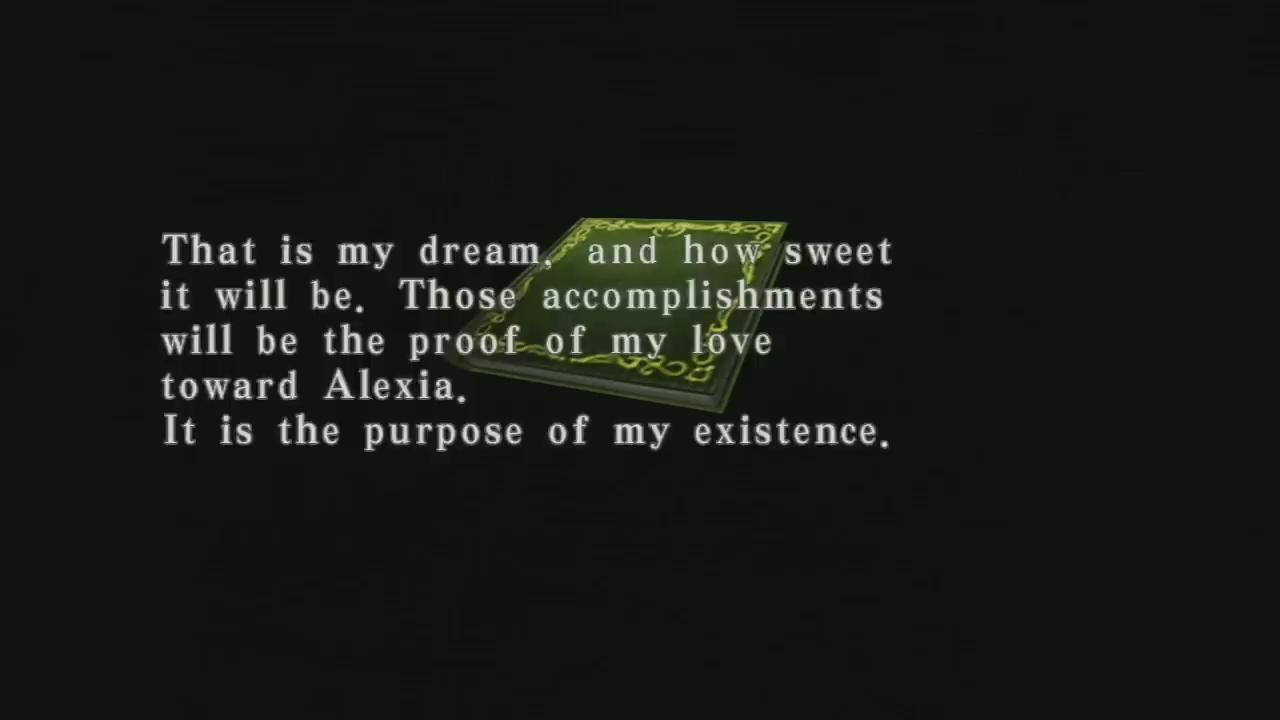 That is my dream, and how sweet
it will be. Those accomplishments
will be the proof of my love
toward Alexia.
It is the purpose of my existence.